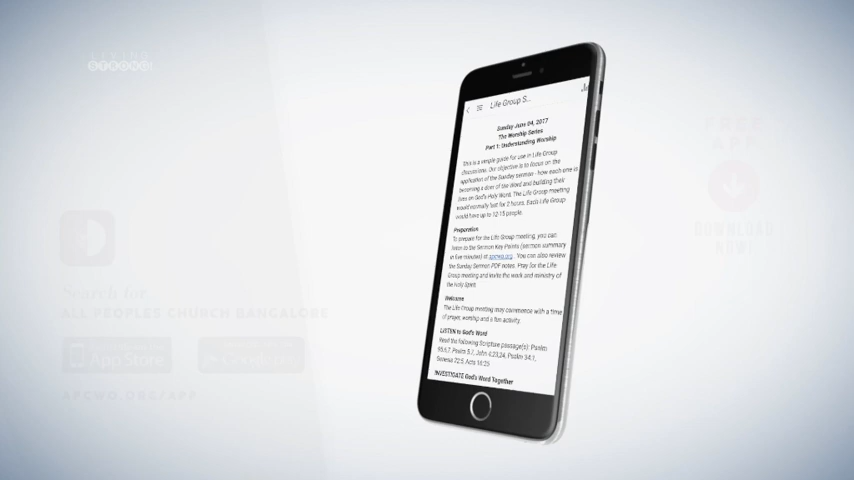 LIVING
STRONG
Life Group S...
Sunday June 04, 2017
The Worship Series
Part 1: Understanding Worship
This is a simple guide for use in Life Group
discussions. Our objective is to focus on the
application of the Sunday sermon - how each one is
becoming a doer of the Word and building their
lives on God's Holy Word. The Life Group meeting
would normally last for 2 hours. Each Life Group
would have up to 12-15 people.
Preparation
To prepare for the Life Group meeting, you can
listen to the Sermon Key Points (sermon summary
in five minutes) at apcwo.org . You can also review
the Sunday Sermon PDF notes. Pray for the Life
Group meeting and invite the work and ministry of
the Holy Spirit.
Welcome
The Life Group meeting may commence with a time
of prayer, worship and a fun activity.
LISTEN to God's Word
Read the following Scripture passage(s): Psalm
95:6,7, Psalm 5:7, John 4:23,24, Psalm 34:1,
Genesis 22:5, Acts 16:25
INVESTIGATE God's Word Together
FREE
APP
DOWNLOAD
NOW
Search for
ALL PEOPLES CHURCH BANGALORE
App Store
APCWO.ORG/APP